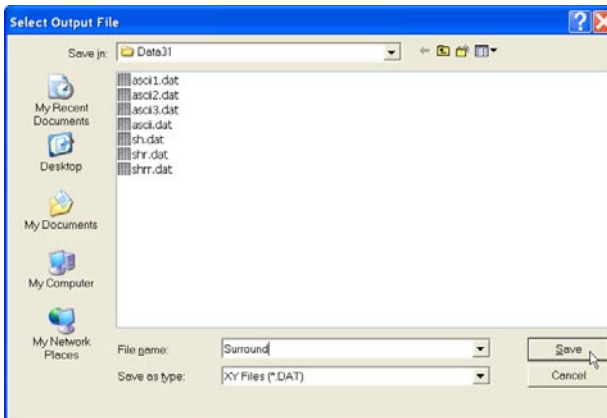 Select Output File
Save in: Data31
ascii1.dat
ascii2.dat
ascii3.dat
ascii.dat
sh.dat
shr.dat
shrr.dat
My Recent Documents
Desktop
My Documents
My Computer
My Network Places
File name: Surround Save
Save as type: XY Files (*.DAT) Cancel